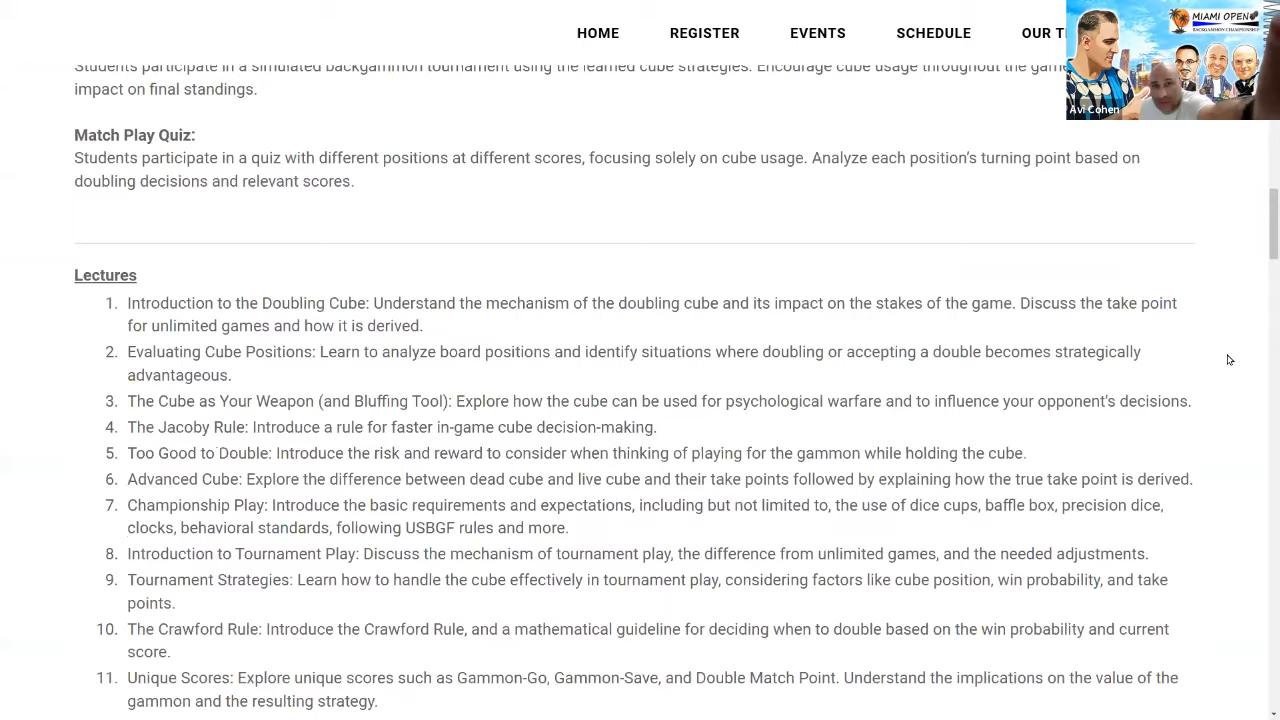 HOME REGISTER EVENTS SCHEDULE OUR T
MIAMI OPEN
BACKGAMMON CHAMPIONSHIP
Avi Cohen
Students participate in a simulated backgammon tournament using the learned cube strategies. Encourage cube usage throughout the gam
impact on final standings.
Match Play Quiz:
Students participate in a quiz with different positions at different scores, focusing solely on cube usage. Analyze each position's turning point based on
doubling decisions and relevant scores.
Lectures
1. Introduction to the Doubling Cube: Understand the mechanism of the doubling cube and its impact on the stakes of the game. Discuss the take point
for unlimited games and how it is derived.
2. Evaluating Cube Positions: Learn to analyze board positions and identify situations where doubling or accepting a double becomes strategically
advantageous.
3. The Cube as Your Weapon (and Bluffing Tool): Explore how the cube can be used for psychological warfare and to influence your opponent's decisions.
4. The Jacoby Rule: Introduce a rule for faster in-game cube decision-making.
5. Too Good to Double: Introduce the risk and reward to consider when thinking of playing for the gammon while holding the cube.
6. Advanced Cube: Explore the difference between dead cube and live cube and their take points followed by explaining how the true take point is derived.
7. Championship Play: Introduce the basic requirements and expectations, including but not limited to, the use of dice cups, baffle box, precision dice,
clocks, behavioral standards, following USBGF rules and more.
8. Introduction to Tournament Play: Discuss the mechanism of tournament play, the difference from unlimited games, and the needed adjustments.
9. Tournament Strategies: Learn how to handle the cube effectively in tournament play, considering factors like cube position, win probability, and take
points.
10. The Crawford Rule: Introduce the Crawford Rule, and a mathematical guideline for deciding when to double based on the win probability and current
score.
11. Unique Scores: Explore unique scores such as Gammon-Go, Gammon-Save, and Double Match Point. Understand the implications on the value of the
gammon and the resulting strategy.